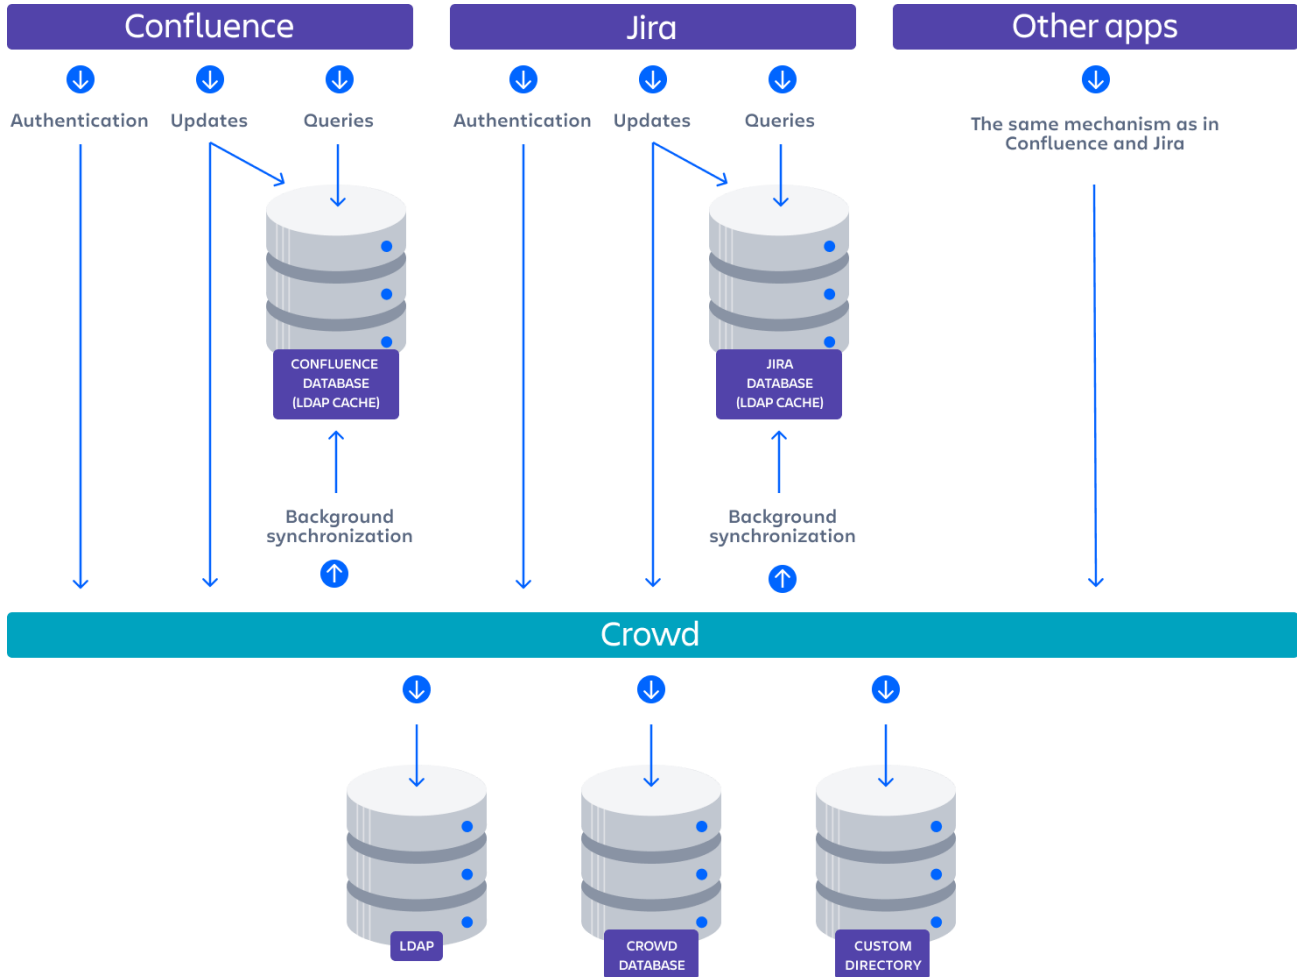 Confluence
Jira
Other apps
Authentication
Updates
Queries
Authentication
Updates
Queries
The same mechanism as in
Confluence and Jira
CONFLUENCE
DATABASE
(LDAP CACHE)
JIRA
DATABASE
(LDAP CACHE)
Background
synchronization
Background
synchronization
Crowd
LDAP
CROWD
DATABASE
CUSTOM
DIRECTORY